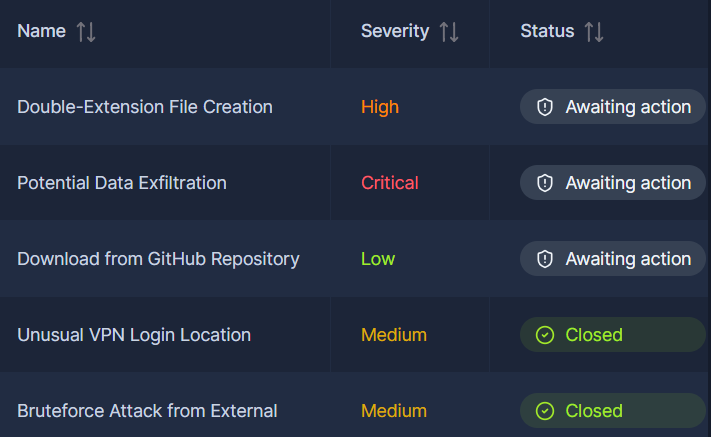 Name Severity Status
Double-Extension File Creation High Awaiting action
Potential Data Exfiltration Critical Awaiting action
Download from GitHub Repository Low Awaiting action
Unusual VPN Login Location Medium Closed
Bruteforce Attack from External Medium Closed